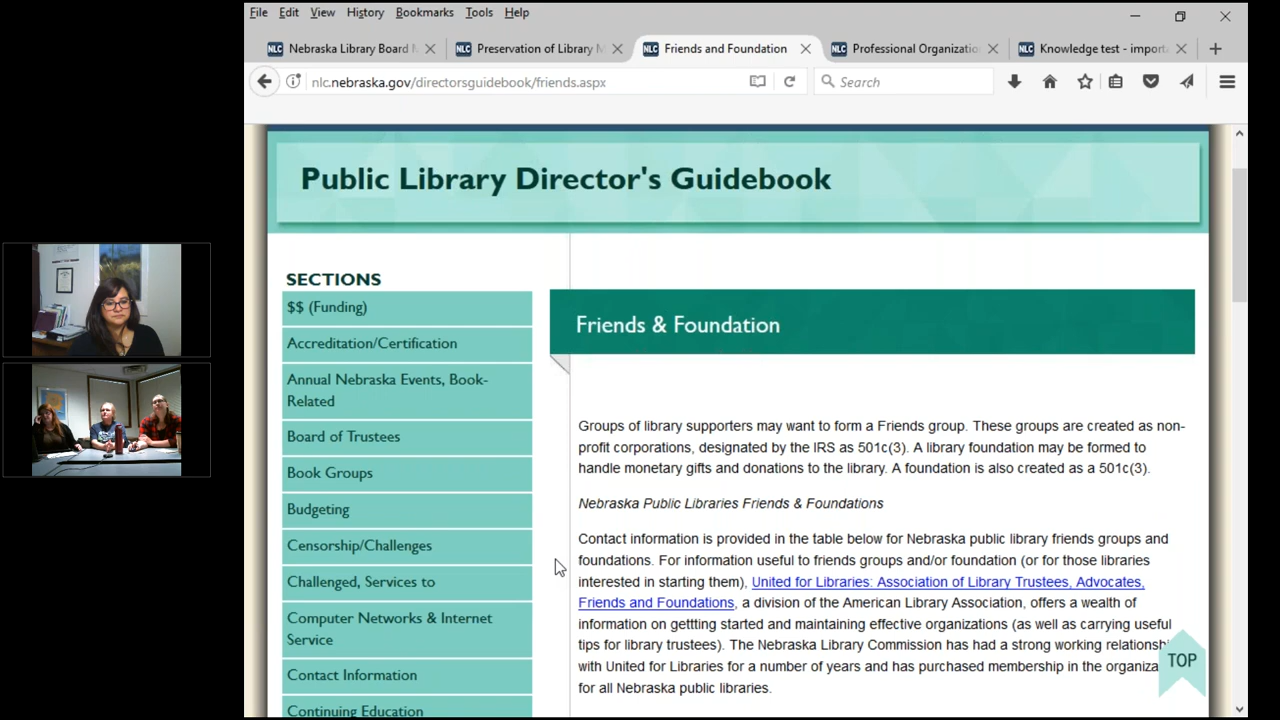 File Edit View History Bookmarks Tools Help
NLC Nebraska Library Board M
NLC Preservation of Library M
NLC Friends and Foundation
NLC Professional Organizatio
NLC Knowledge test - import
nlc.nebraska.gov/directorsguidebook/friends.aspx
Search
Public Library Director's Guidebook
SECTIONS
$$ (Funding)
Accreditation/Certification
Annual Nebraska Events, Book-
Related
Board of Trustees
Book Groups
Budgeting
Censorship/Challenges
Challenged, Services to
Computer Networks & Internet
Service
Contact Information
Continuing Education
Friends & Foundation
Groups of library supporters may want to form a Friends group. These groups are created as non-
profit corporations, designated by the IRS as 501c(3). A library foundation may be formed to
handle monetary gifts and donations to the library. A foundation is also created as a 501c(3).
Nebraska Public Libraries Friends & Foundations
Contact information is provided in the table below for Nebraska public library friends groups and
foundations. For information useful to friends groups and/or foundation (or for those libraries
interested in starting them), United for Libraries: Association of Library Trustees, Advocates,
Friends and Foundations, a division of the American Library Association, offers a wealth of
information on gettting started and maintaining effective organizations (as well as carrying useful
tips for library trustees). The Nebraska Library Commission has had a strong working relationsh
with United for Libraries for a number of years and has purchased membership in the organiza
for all Nebraska public libraries.
TOP